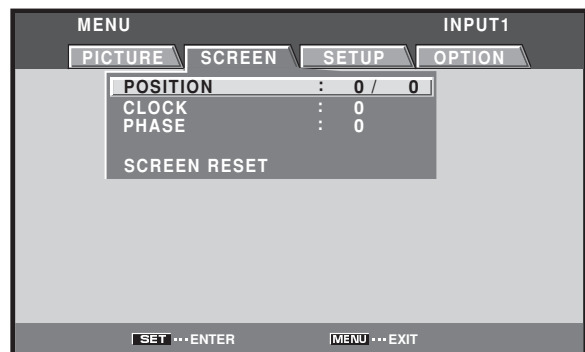 MENU INPUT1
PICTURE SCREEN SETUP OPTION
POSITION : 0 / 0
CLOCK : 0
PHASE : 0
SCREEN RESET
SET ··· ENTER MENU ··· EXIT